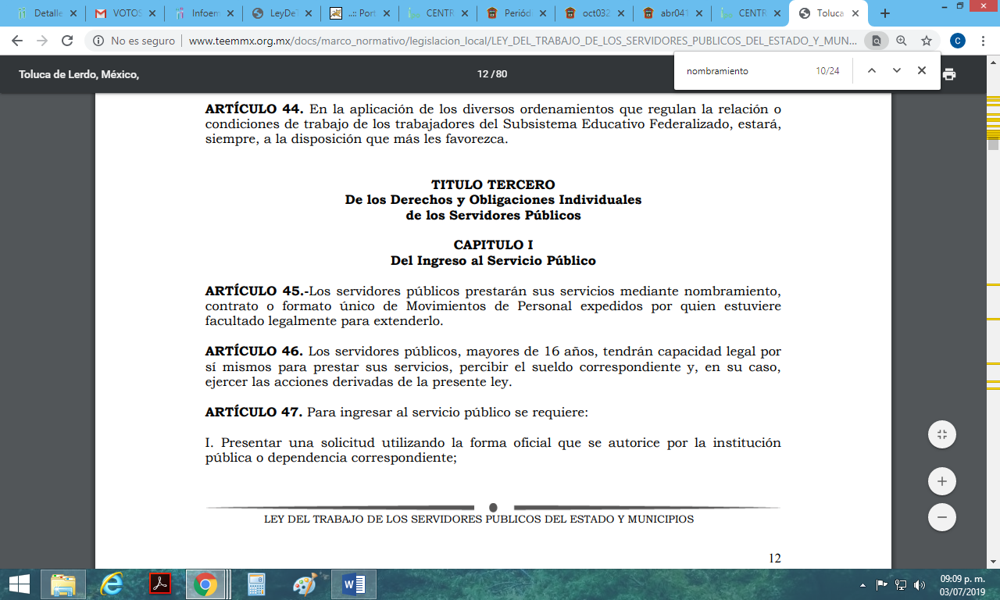 Detalle
VOTOS
Infoem
LeyDeT
..:: Port
CENTR
Periód
oct032
abr041
CENTR
Toluca
No es seguro | www.teemmx.org.mx/docs/marco_normativo/legislacion_local/LEY_DEL_TRABAJO_DE_LOS_SERVIDORES_PUBLICOS_DEL_ESTADO_Y_MUN...
C
nombramiento 10/24
Toluca de Lerdo, México, 12 / 80
ARTÍCULO 44. En la aplicación de los diversos ordenamientos que regulan la relación o
condiciones de trabajo de los trabajadores del Subsistema Educativo Federalizado, estará,
siempre, a la disposición que más les favorezca.
TITULO TERCERO
De los Derechos y Obligaciones Individuales
de los Servidores Públicos
CAPITULO I
Del Ingreso al Servicio Público
ARTÍCULO 45.-Los servidores públicos prestarán sus servicios mediante nombramiento,
contrato o formato único de Movimientos de Personal expedidos por quien estuviere
facultado legalmente para extenderlo.
ARTÍCULO 46. Los servidores públicos, mayores de 16 años, tendrán capacidad legal por
sí mismos para prestar sus servicios, percibir el sueldo correspondiente y, en su caso,
ejercer las acciones derivadas de la presente ley.
ARTÍCULO 47. Para ingresar al servicio público se requiere:
I. Presentar una solicitud utilizando la forma oficial que se autorice por la institución
pública o dependencia correspondiente;
LEY DEL TRABAJO DE LOS SERVIDORES PUBLICOS DEL ESTADO Y MUNICIPIOS
12
09:09 p. m.
03/07/2019